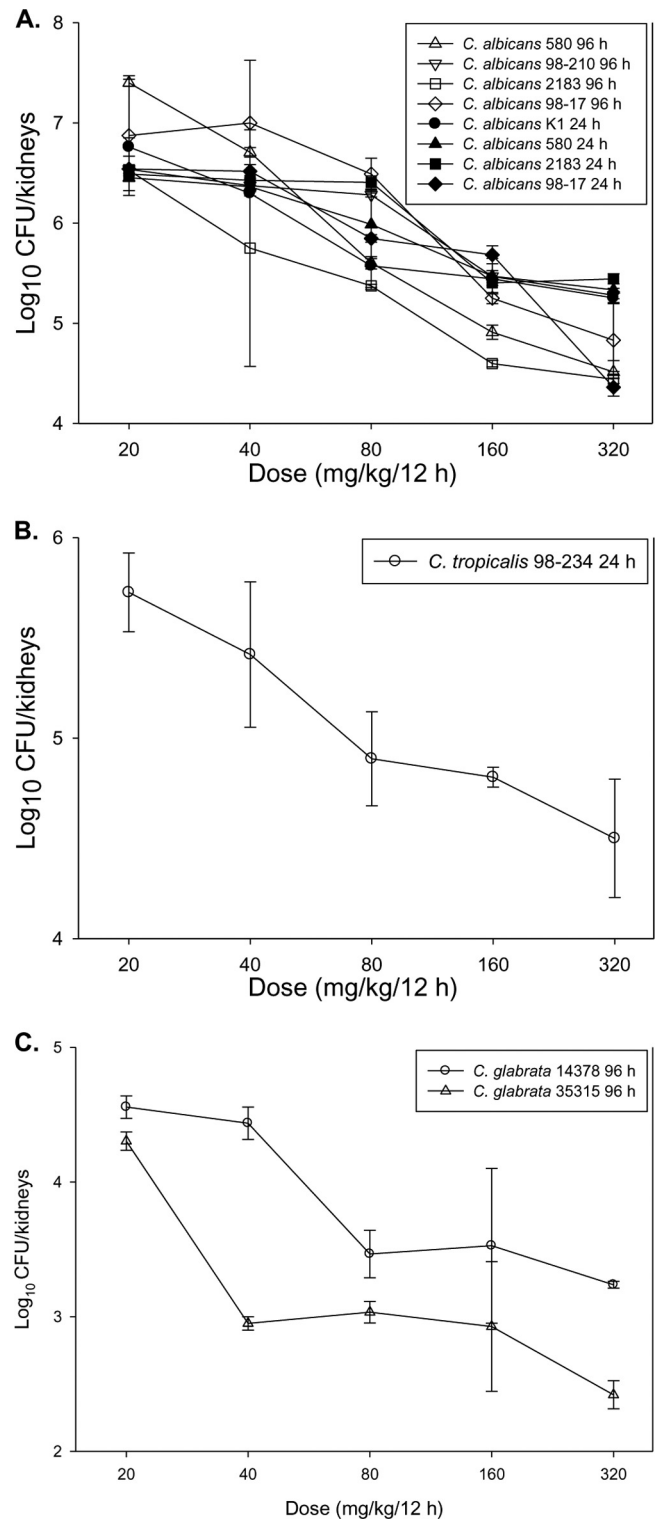 A.
8
7
6
5
4
Log10 CFU/kidneys
C. albicans 580 96 h
C. albicans 98-210 96 h
C. albicans 2183 96 h
C. albicans 98-17 96 h
C. albicans K1 24 h
C. albicans 580 24 h
C. albicans 2183 24 h
C. albicans 98-17 24 h
20 40 80 160 320
Dose (mg/kg/12 h)
B.
6
5
4
Log10 CFU/kidheys
C. tropicalis 98-234 24 h
20 40 80 160 320
Dose (mg/kg/12 h)
C.
5
4
3
2
Log10 CFU/kidneys
C. glabrata 14378 96 h
C. glabrata 35315 96 h
20 40 80 160 320
Dose (mg/kg/12 h)